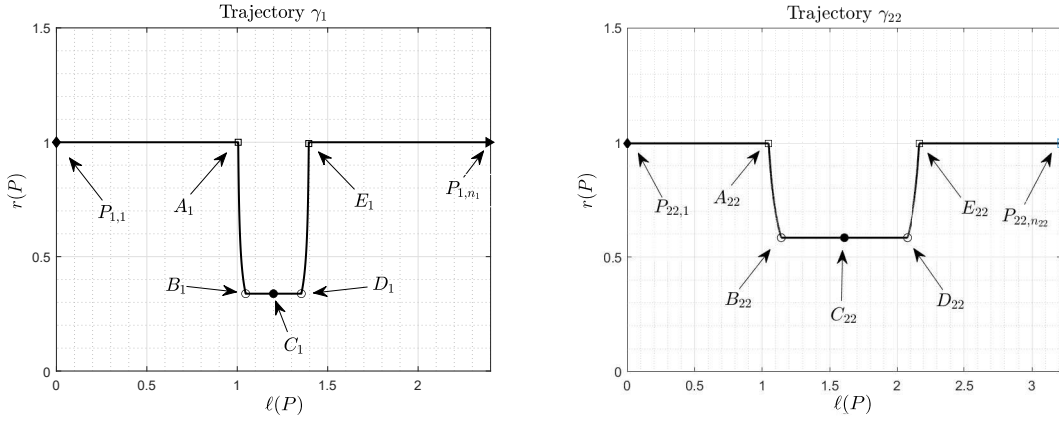 Trajectory γ₁
1.5
1
0.5
0
r(P)
P₁,₁
A₁
E₁
P₁,ₙ₁
B₁
D₁
C₁
0 0.5 1 1.5 2
ℓ(P)
Trajectory γ₂₂
1.5
1
0.5
0
r(P)
P₂₂,₁
A₂₂
E₂₂
P₂₂,ₙ₂₂
B₂₂
D₂₂
C₂₂
0 0.5 1 1.5 2 2.5 3
ℓ(P)